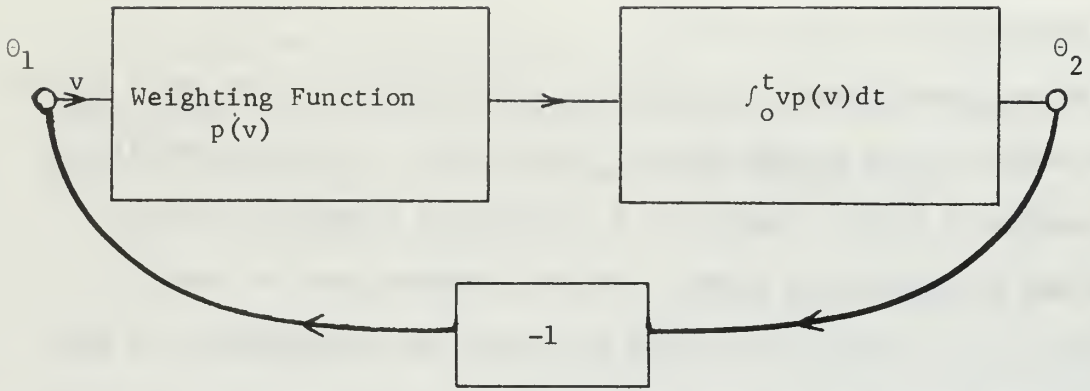 θ1
v
Weighting Function
p(v)
∫₀ᵗvp(v)dt
θ2
-1